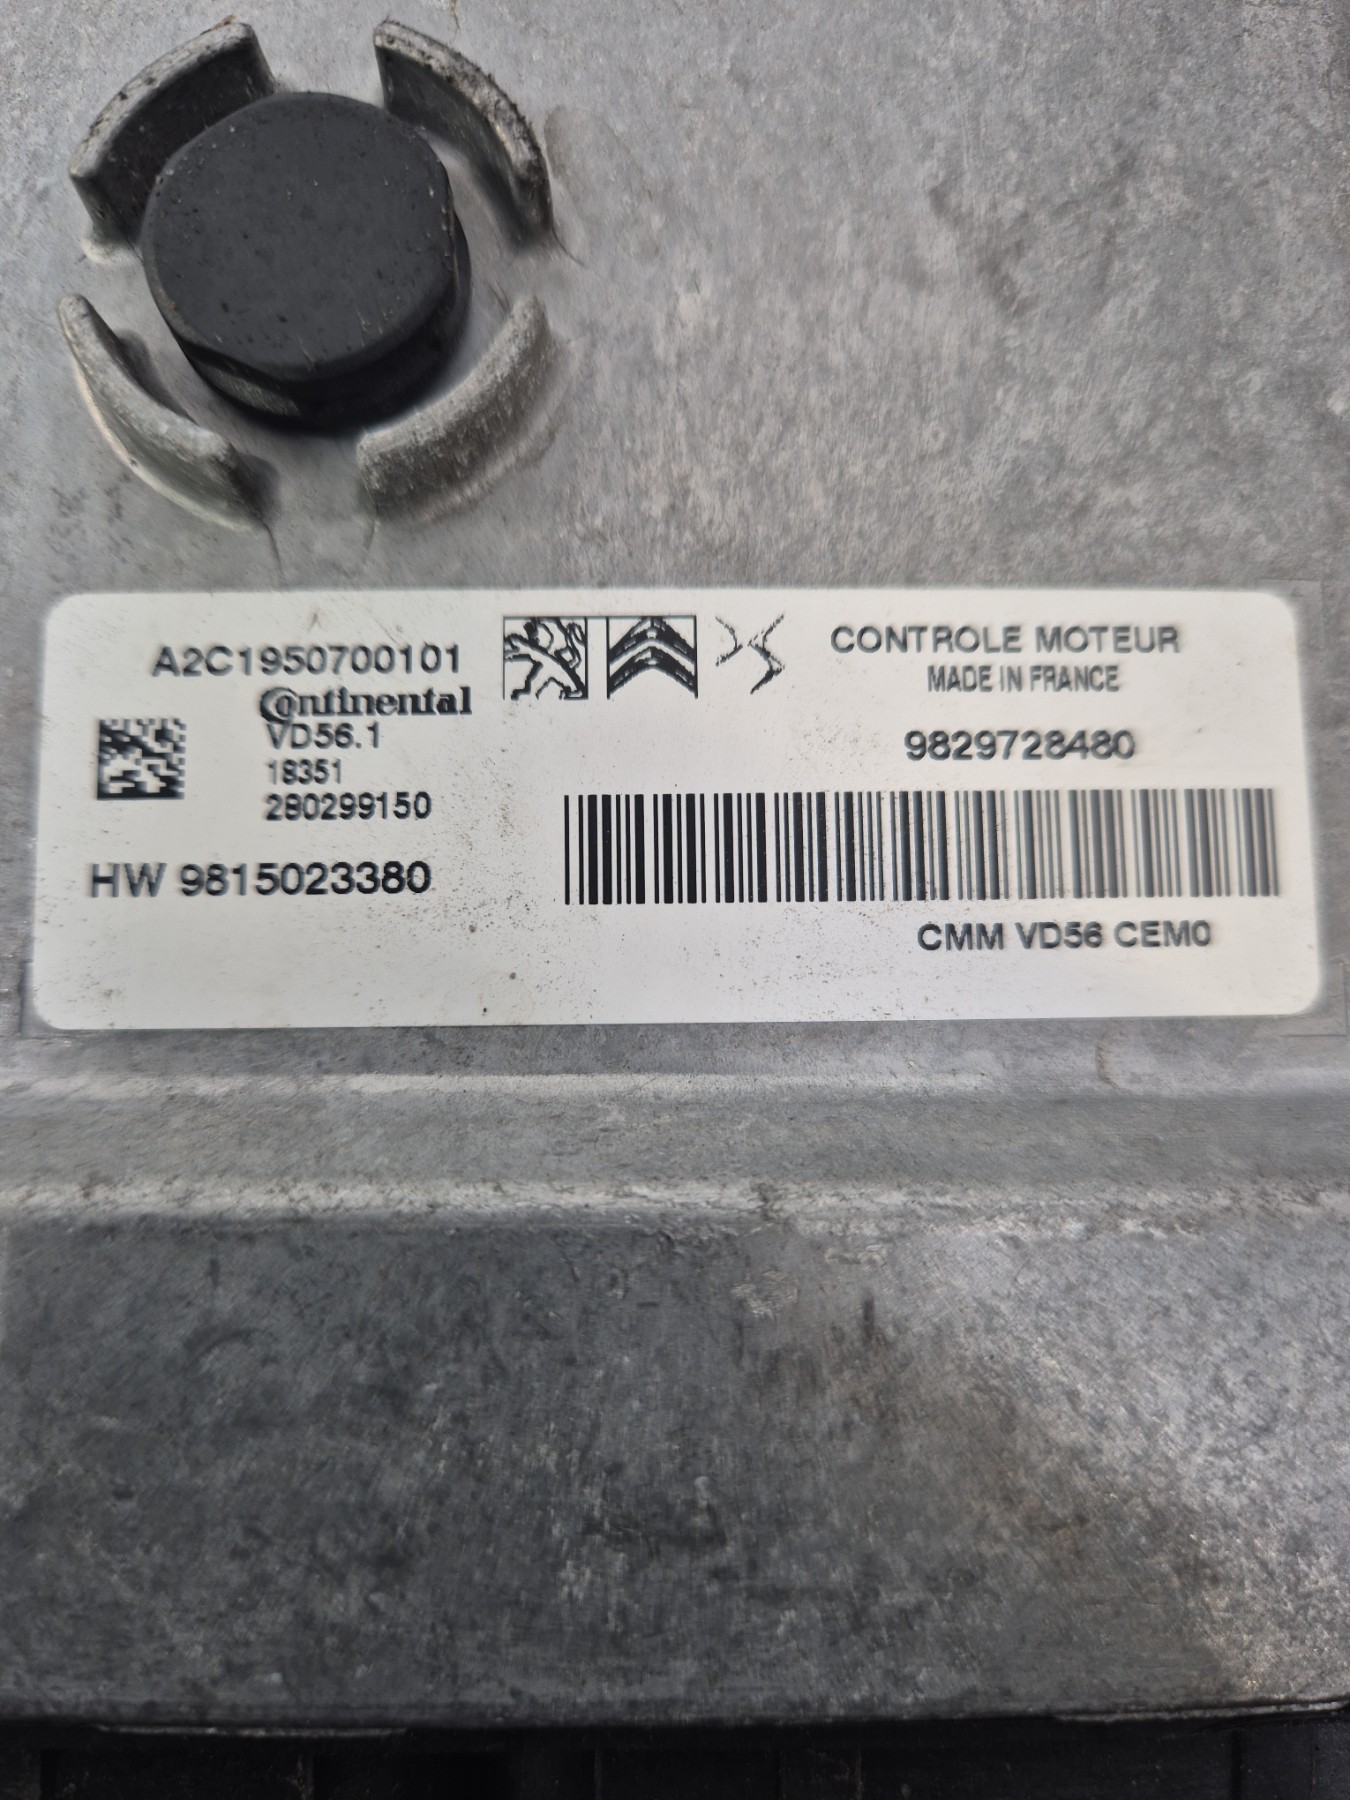 A2C1950700101
Continental
VD56.1
18351
280299150
HW 9815023380
CONTROLE MOTEUR
MADE IN FRANCE
9829728480
CMM VD56 CEM0